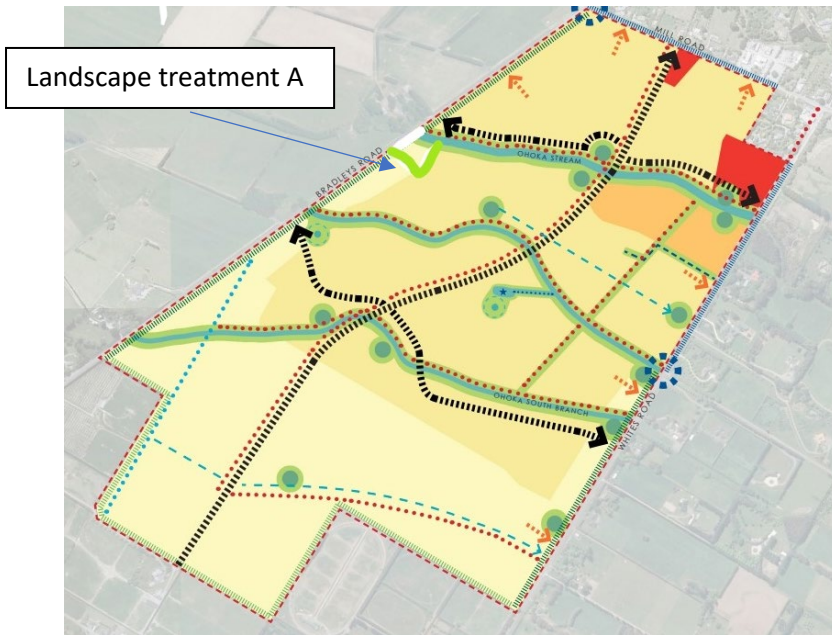 MILL ROAD
Landscape treatment A
BRADLEYS ROAD
OHOKA STREAM
OHOKA SOUTH BRANCH
WHITES ROAD